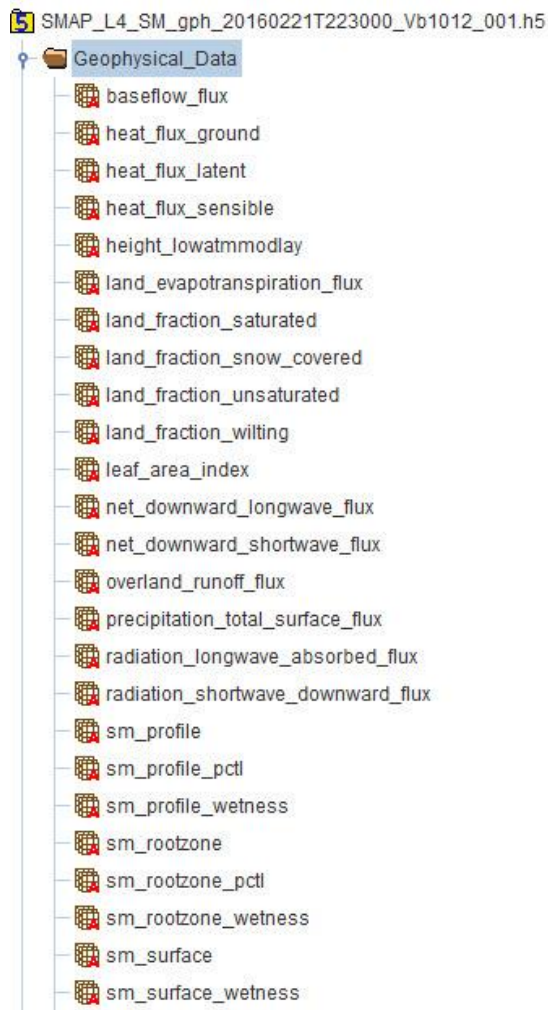 SMAP_L4_SM_gph_20160221T223000_Vb1012_001.h5
Geophysical_Data
baseflow_flux
heat_flux_ground
heat_flux_latent
heat_flux_sensible
height_lowatmmodlay
land_evapotranspiration_flux
land_fraction_saturated
land_fraction_snow_covered
land_fraction_unsaturated
land_fraction_wilting
leaf_area_index
net_downward_longwave_flux
net_downward_shortwave_flux
overland_runoff_flux
precipitation_total_surface_flux
radiation_longwave_absorbed_flux
radiation_shortwave_downward_flux
sm_profile
sm_profile_pctl
sm_profile_wetness
sm_rootzone
sm_rootzone_pctl
sm_rootzone_wetness
sm_surface
sm_surface_wetness